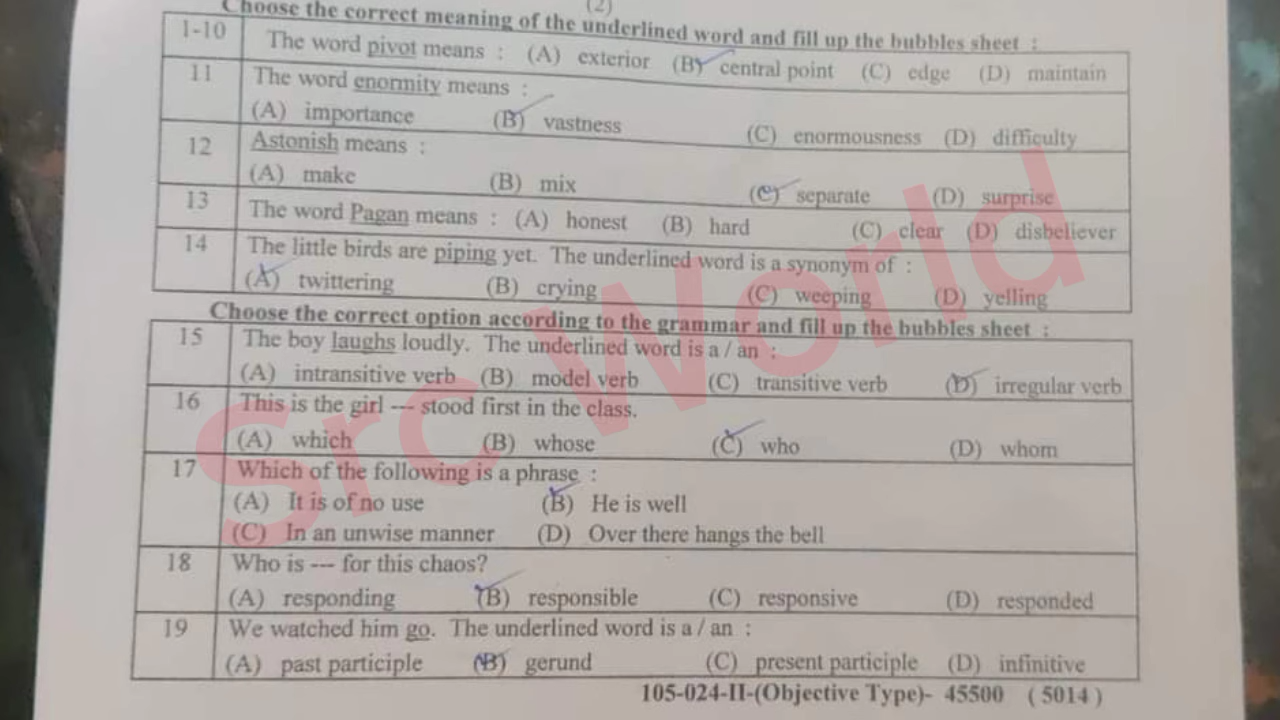 (2)
Choose the correct meaning of the underlined word and fill up the bubbles sheet :
1-10 The word pivot means : (A) exterior (B) central point (C) edge (D) maintain
11 The word enormity means :
(A) importance (B) vastness (C) enormousness (D) difficulty
12 Astonish means :
(A) make (B) mix (C) separate (D) surprise
13 The word Pagan means : (A) honest (B) hard (C) clear (D) disbeliever
14 The little birds are piping yet. The underlined word is a synonym of :
(A) twittering (B) crying (C) weeping (D) yelling
Choose the correct option according to the grammar and fill up the bubbles sheet :
15 The boy laughs loudly. The underlined word is a / an :
(A) intransitive verb (B) model verb (C) transitive verb (D) irregular verb
16 This is the girl --- stood first in the class.
(A) which (B) whose (C) who (D) whom
17 Which of the following is a phrase :
(A) It is of no use (B) He is well
(C) In an unwise manner (D) Over there hangs the bell
18 Who is --- for this chaos?
(A) responding (B) responsible (C) responsive (D) responded
19 We watched him go. The underlined word is a / an :
(A) past participle (B) gerund (C) present participle (D) infinitive
105-024-II-(Objective Type)- 45500 ( 5014 )
Src World